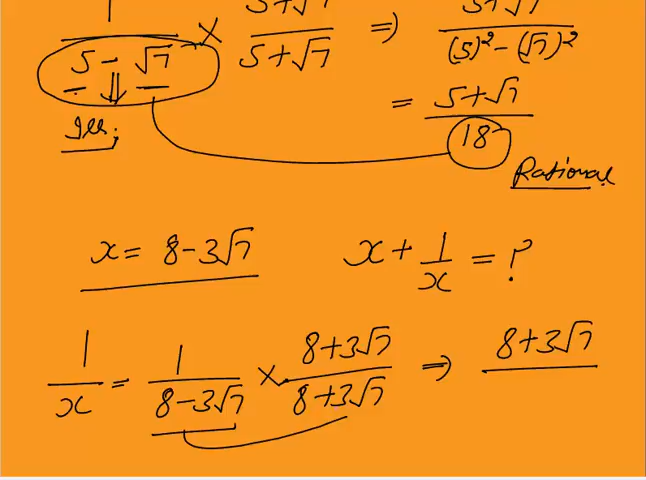 1/(5 - √7) × (5+√7)/(5+√7) ⇒ (5+√7)/((5)² - (√7)²)
= (5+√7)/18
Rational
x = 8 - 3√7    x + 1/x = ?
1/x = 1/(8-3√7) × (8+3√7)/(8+3√7) ⇒ 8+3√7